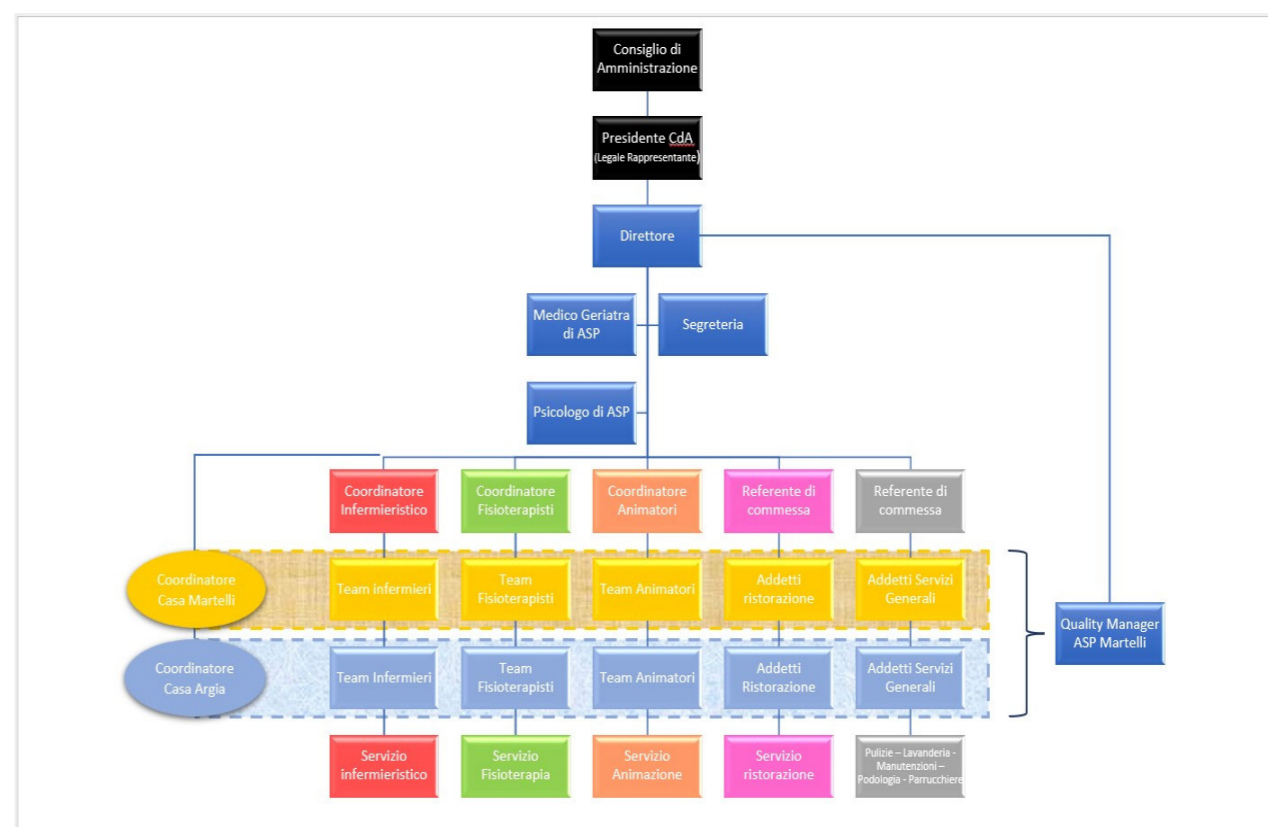 Consiglio di
Amministrazione
Presidente CdA
(Legale Rappresentante)
Direttore
Medico Geriatra
di ASP
Segreteria
Psicologo di ASP
Coordinatore
Infermieristico
Coordinatore
Fisioterapisti
Coordinatore
Animatori
Referente di
commessa
Referente di
commessa
Coordinatore
Casa Martelli
Team infermieri
Team
Fisioterapisti
Team Animatori
Addetti
ristorazione
Addetti Servizi
Generali
Quality Manager
ASP Martelli
Coordinatore
Casa Argia
Team Infermieri
Team
Fisioterapisti
Team Animatori
Addetti
Ristorazione
Addetti Servizi
Generali
Servizio
infermieristico
Servizio
Fisioterapia
Servizio
Animazione
Servizio
ristorazione
Pulizie – Lavanderia -
Manutenzioni –
Podologia - Parrucchiere